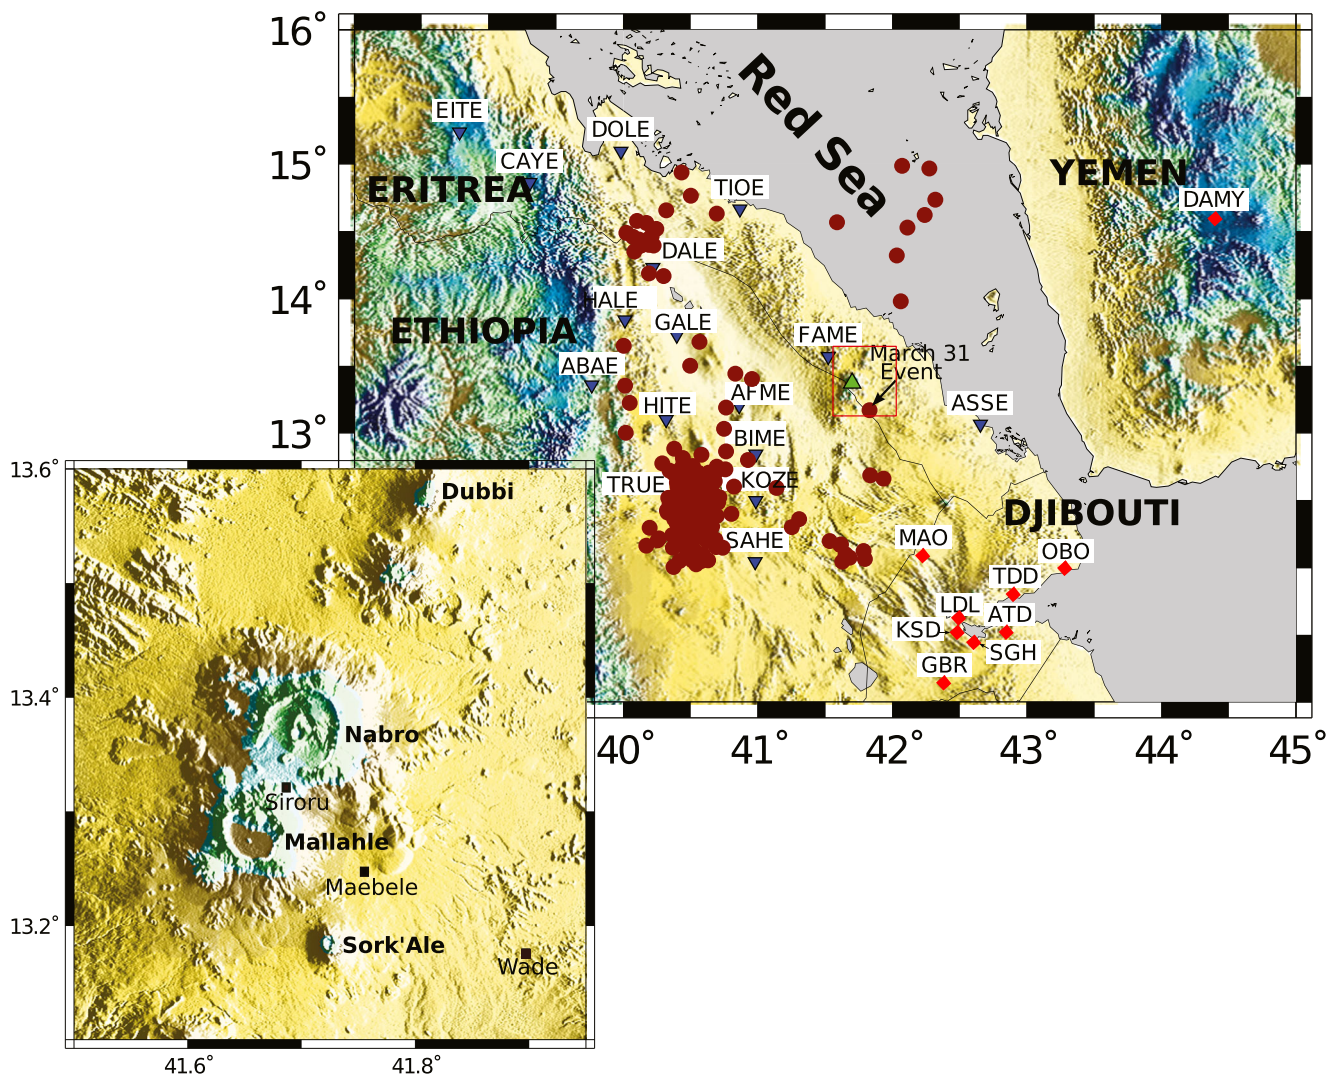 16°
15°
14°
13°
Red Sea
EITE
DOLE
CAYE
ERITREA
TIOE
YEMEN
DAMY
DALE
HALE
GALE
ETHIOPIA
FAME
March 31
Event
ABAE
AFME
HITE
ASSE
BIME
TRUE
KOZE
DJIBOUTI
SAHE
MAO
OBO
TDD
LDL
ATD
KSD
SGH
GBR
40°
41°
42°
43°
44°
45°
13.6°
13.4°
13.2°
Dubbi
Nabro
Siroru
Mallahle
Maebele
Sork'Ale
Wade
41.6°
41.8°